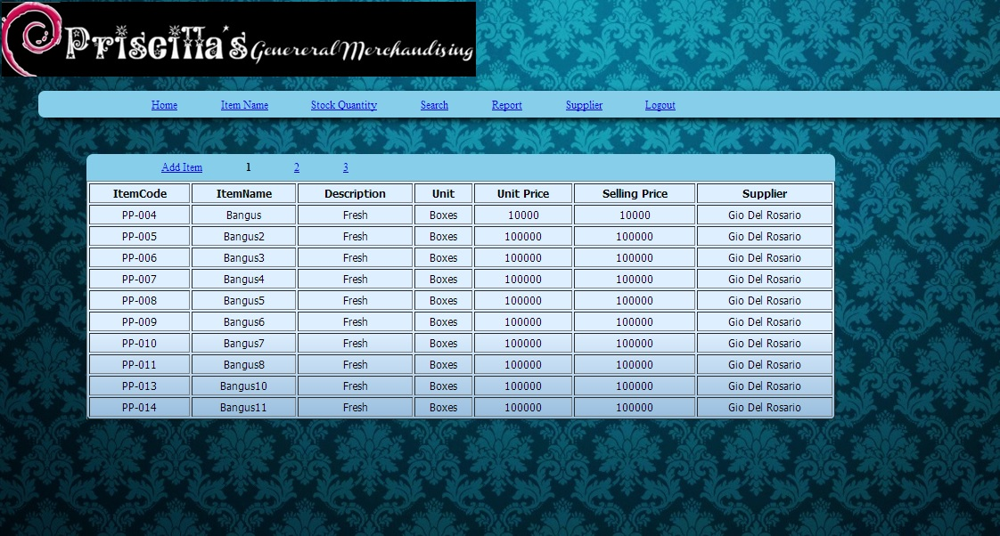 Priscilla's Genereral Merchandising
Home Item Name Stock Quantity Search Report Supplier Logout
Add Item 1 2 3
ItemCode ItemName Description Unit Unit Price Selling Price Supplier
PP-004 Bangus Fresh Boxes 10000 10000 Gio Del Rosario
PP-005 Bangus2 Fresh Boxes 100000 100000 Gio Del Rosario
PP-006 Bangus3 Fresh Boxes 100000 100000 Gio Del Rosario
PP-007 Bangus4 Fresh Boxes 100000 100000 Gio Del Rosario
PP-008 Bangus5 Fresh Boxes 100000 100000 Gio Del Rosario
PP-009 Bangus6 Fresh Boxes 100000 100000 Gio Del Rosario
PP-010 Bangus7 Fresh Boxes 100000 100000 Gio Del Rosario
PP-011 Bangus8 Fresh Boxes 100000 100000 Gio Del Rosario
PP-013 Bangus10 Fresh Boxes 100000 100000 Gio Del Rosario
PP-014 Bangus11 Fresh Boxes 100000 100000 Gio Del Rosario